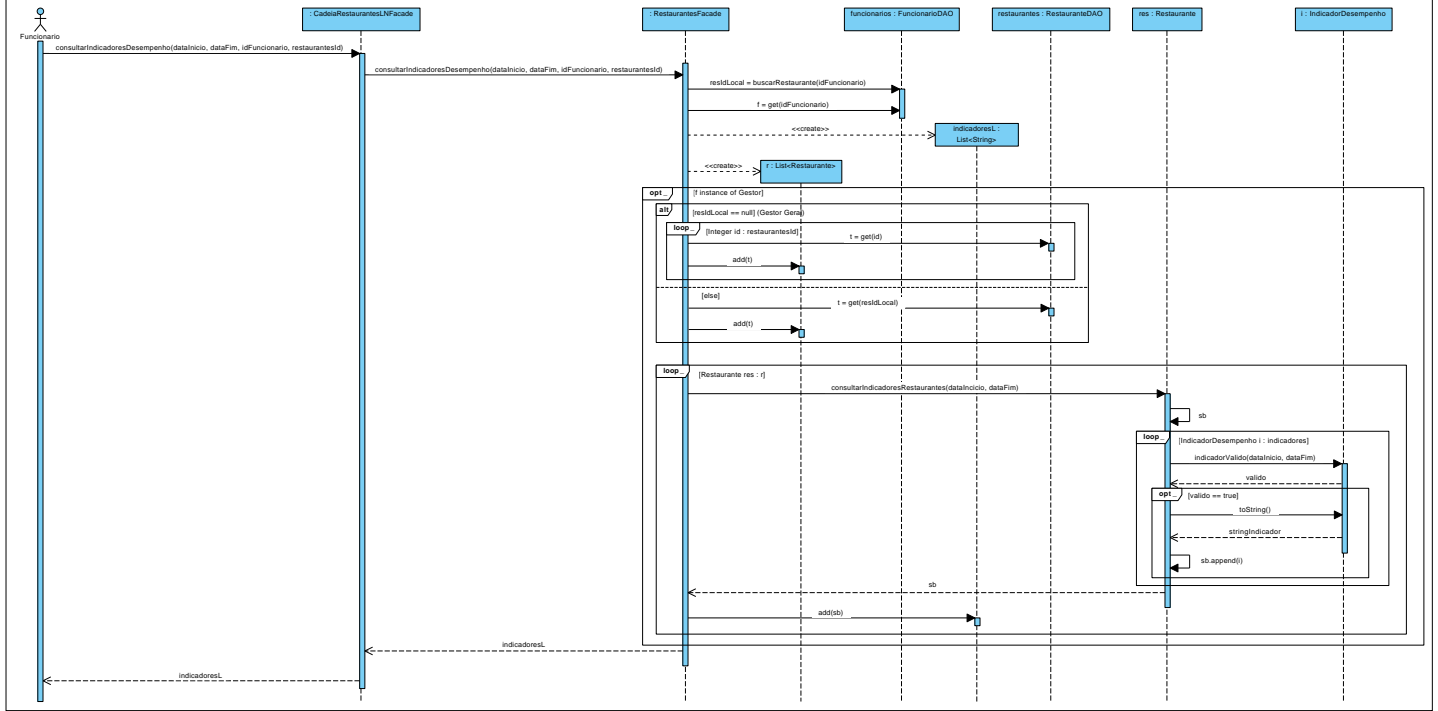 : CadeiaRestaurantesLNFacade
: RestaurantesFacade
funcionarios : FuncionarioDAO
restaurantes : RestauranteDAO
res : Restaurante
i : IndicadorDesempenho
Funcionario
consultarIndicadoresDesempenho(dataInicio, dataFim, idFuncionario, restaurantesId)
consultarIndicadoresDesempenho(dataInicio, dataFim, idFuncionario, restaurantesId)
resIdLocal = buscarRestaurante(idFuncionario)
f = get(idFuncionario)
<<create>>
indicadoresL :
List<String>
<<create>>
r : List<Restaurante>
opt
[f instance of Gestor]
alt
[resIdLocal == null] (Gestor Geral)
loop
[Integer id : restaurantesId]
t = get(id)
add(t)
[else]
t = get(resIdLocal)
add(t)
loop
[Restaurante res : r]
consultarIndicadoresRestaurantes(dataIncicio, dataFim)
sb
loop
[IndicadorDesempenho i : indicadores]
indicadorValido(dataInicio, dataFim)
valido
opt
[valido == true]
toString()
stringIndicador
sb.append(i)
sb
add(sb)
indicadoresL
indicadoresL